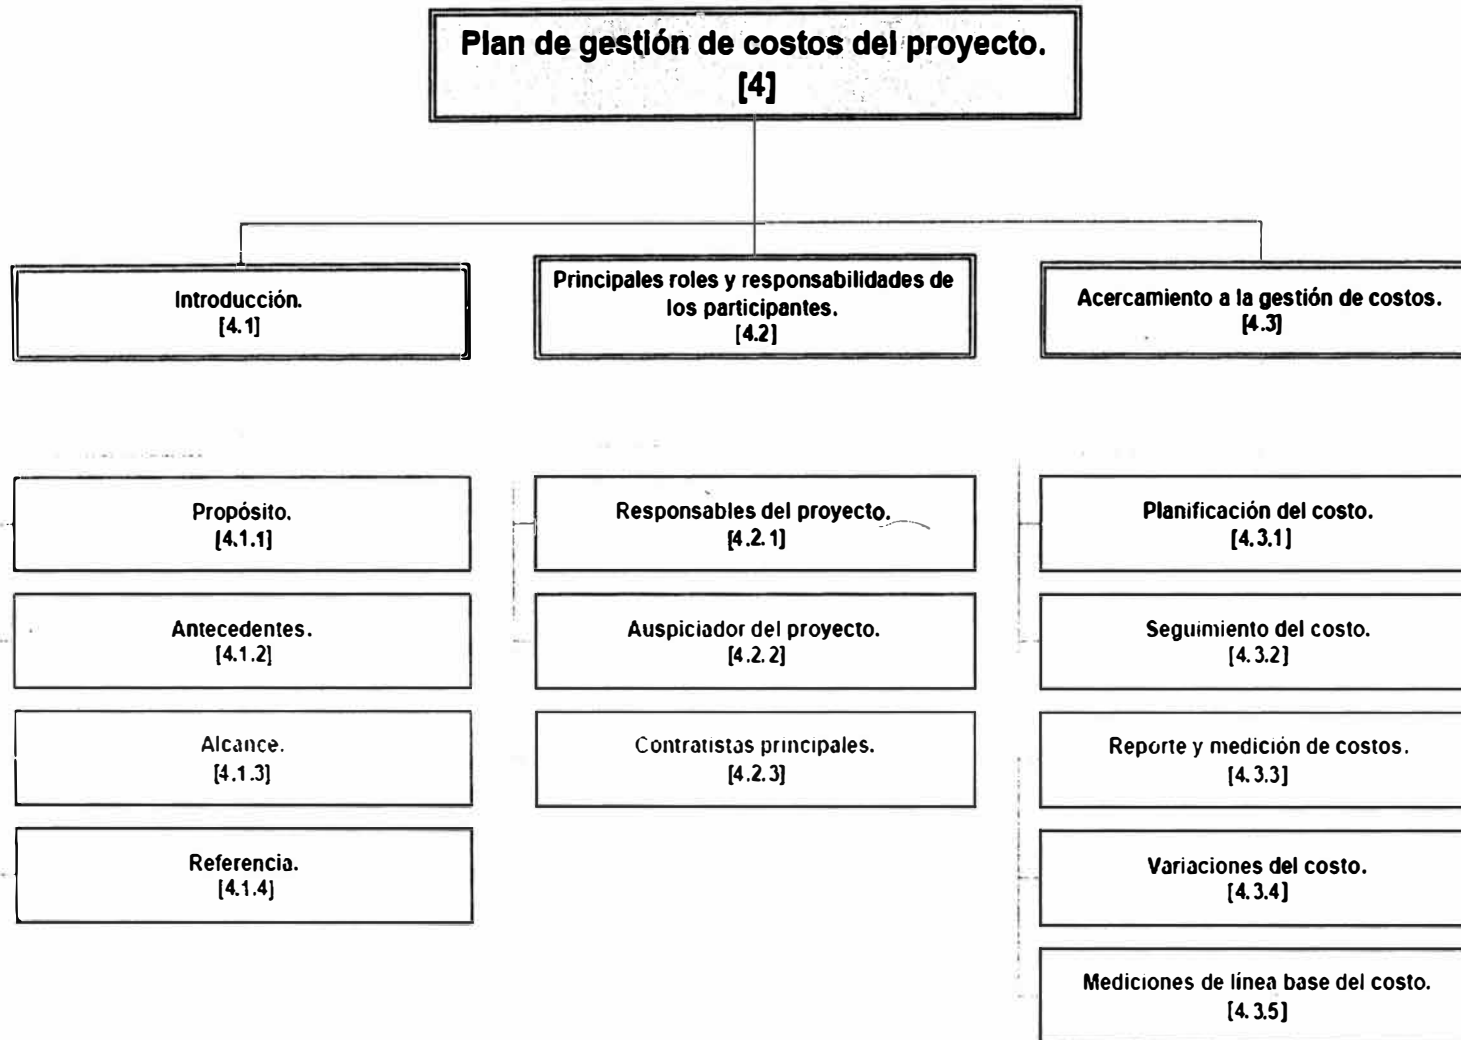 Plan de gestión de costos del proyecto.
[4]
Introducción.
[4.1]
Principales roles y responsabilidades de
los participantes.
[4.2]
Acercamiento a la gestión de costos.
[4.3]
Propósito.
[4.1.1]
Antecedentes.
[4.1.2]
Alcance.
[4.1.3]
Referencia.
[4.1.4]
Responsables del proyecto.
[4.2.1]
Auspiciador del proyecto.
[4.2.2]
Contratistas principales.
[4.2.3]
Planificación del costo.
[4.3.1]
Seguimiento del costo.
[4.3.2]
Reporte y medición de costos.
[4.3.3]
Variaciones del costo.
[4.3.4]
Mediciones de línea base del costo.
[4.3.5]